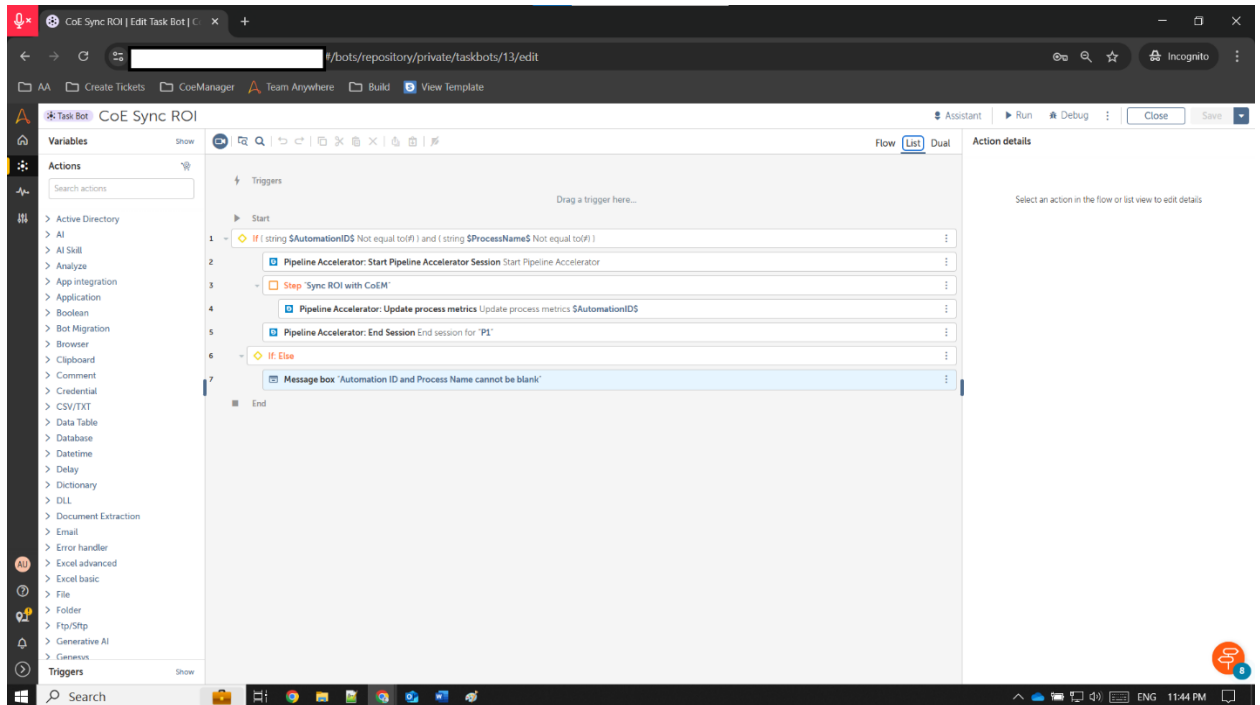 CoE Sync ROI | Edit Task Bot | C
#/bots/repository/private/taskbots/13/edit
Incognito
AA
Create Tickets
CoeManager
Team Anywhere
Build
View Template
Task Bot
CoE Sync ROI
Assistant
Run
Debug
Close
Save
Variables
Show
Flow
List
Dual
Action details
Actions
Search actions
Triggers
Drag a trigger here...
Select an action in the flow or list view to edit details
Start
Active Directory
AI
AI Skill
Analyze
App integration
Application
Boolean
Bot Migration
Browser
Clipboard
Comment
Credential
CSV/TXT
Data Table
Database
Datetime
Delay
Dictionary
DLL
Document Extraction
Email
Error handler
Excel advanced
Excel basic
File
Folder
Ftp/Sftp
Generative AI
Genesys
Triggers
Show
1 If ( string $AutomationID$ Not equal to(#) ) and ( string $ProcessName$ Not equal to(#) )
2 Pipeline Accelerator: Start Pipeline Accelerator Session Start Pipeline Accelerator
3 Step "Sync ROI with CoEM"
4 Pipeline Accelerator: Update process metrics Update process metrics $AutomationID$
5 Pipeline Accelerator: End Session End session for "P1"
6 If: Else
7 Message box "Automation ID and Process Name cannot be blank"
End
AU
8
Search
ENG
11:44 PM